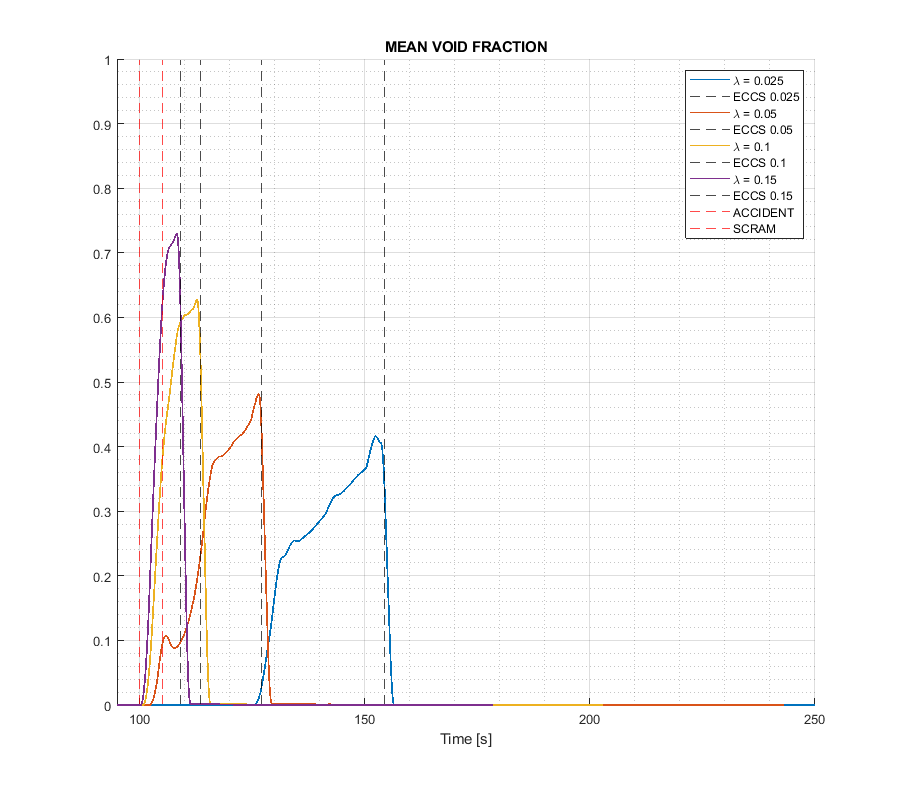 MEAN VOID FRACTION
1
0.9
0.8
0.7
0.6
0.5
0.4
0.3
0.2
0.1
0
100
150
200
250
Time [s]
λ = 0.025
ECCS 0.025
λ = 0.05
ECCS 0.05
λ = 0.1
ECCS 0.1
λ = 0.15
ECCS 0.15
ACCIDENT
SCRAM